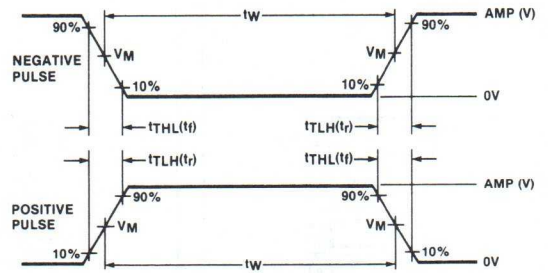 tW
AMP (V)
90%
90%
NEGATIVE
PULSE
VM
VM
10%
10%
0V
tTHL(tf)
tTLH(tr)
tTLH(tr)
tTHL(tf)
AMP (V)
POSITIVE
PULSE
90%
90%
VM
VM
10%
10%
tW
0V